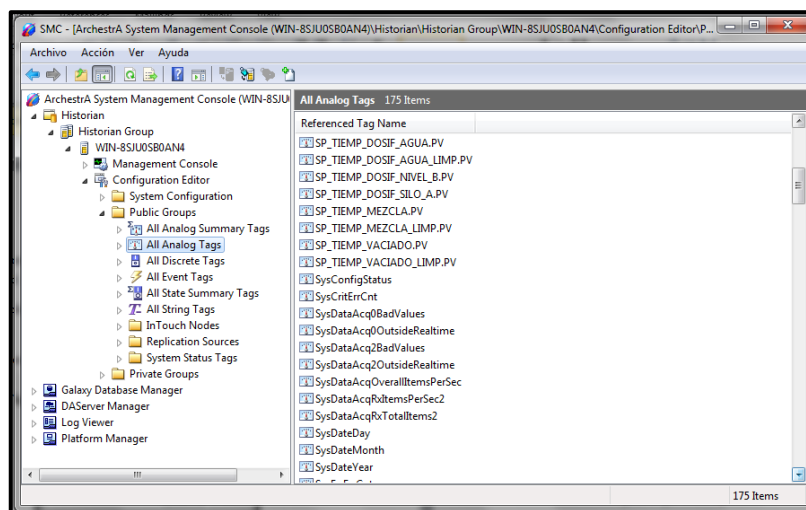 SMC - [ArchestrA System Management Console (WIN-8SJU0SB0AN4)\Historian\Historian Group\WIN-8SJU0SB0AN4\Configuration Editor\P...
Archivo Acción Ver Ayuda
ArchestrA System Management Console (WIN-8SJU
Historian
Historian Group
WIN-8SJU0SB0AN4
Management Console
Configuration Editor
System Configuration
Public Groups
All Analog Summary Tags
All Analog Tags
All Discrete Tags
All Event Tags
All State Summary Tags
All String Tags
InTouch Nodes
Replication Sources
System Status Tags
Private Groups
Galaxy Database Manager
DAServer Manager
Log Viewer
Platform Manager
All Analog Tags 175 Items
Referenced Tag Name
SP_TIEMP_DOSIF_AGUA.PV
SP_TIEMP_DOSIF_AGUA_LIMP.PV
SP_TIEMP_DOSIF_NIVEL_B.PV
SP_TIEMP_DOSIF_SILO_A.PV
SP_TIEMP_MEZCLA.PV
SP_TIEMP_MEZCLA_LIMP.PV
SP_TIEMP_VACIADO.PV
SP_TIEMP_VACIADO_LIMP.PV
SysConfigStatus
SysCritErrCnt
SysDataAcq0BadValues
SysDataAcq0OutsideRealtime
SysDataAcq2BadValues
SysDataAcq2OutsideRealtime
SysDataAcqOverallItemsPerSec
SysDataAcqRxItemsPerSec2
SysDataAcqRxTotalItems2
SysDateDay
SysDateMonth
SysDateYear
175 Items